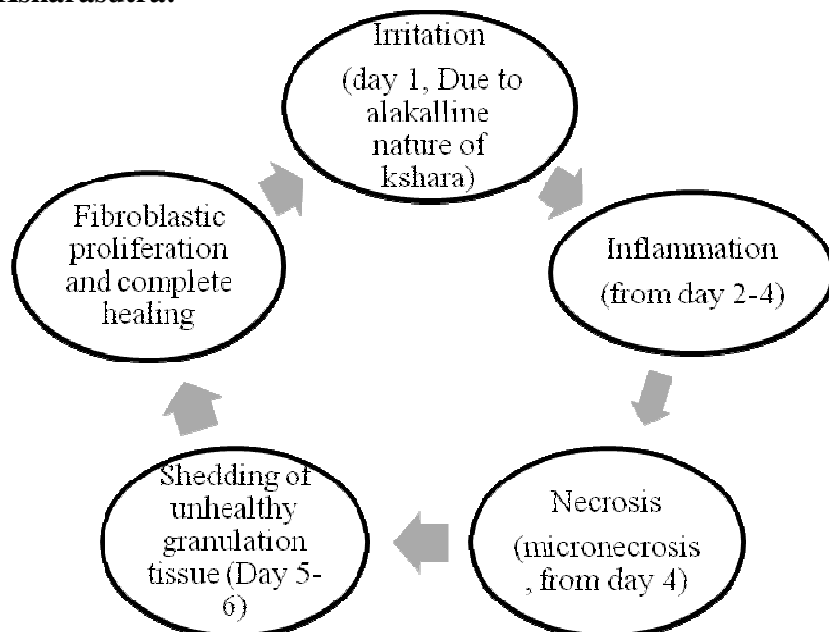 Irritation
(day 1, Due to
alakalline
nature of
kshara)
Inflammation
(from day 2-4)
Necrosis
(micronecrosis
, from day 4)
Shedding of
unhealthy
granulation
tissue (Day 5-
6)
Fibroblastic
proliferation
and complete
healing